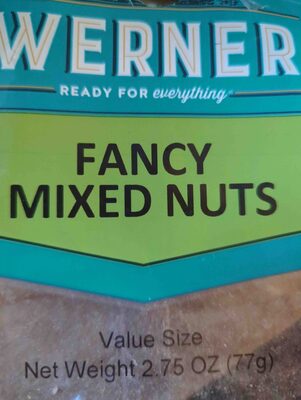 WERNER
READY FOR everything
FANCY
MIXED NUTS
Value Size
Net Weight 2.75 OZ (77g)